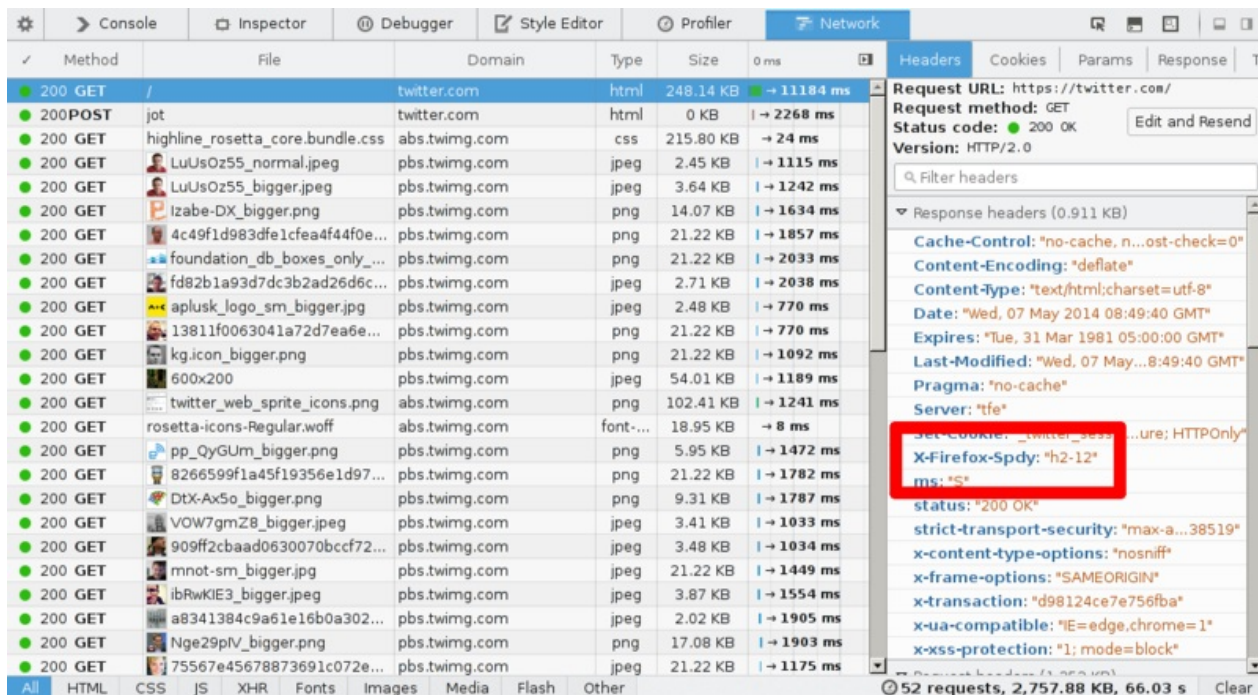 Console Inspector Debugger Style Editor Profiler Network
✓ Method File Domain Type Size 0 ms
200 GET / twitter.com html 248.14 KB → 11184 ms
200 POST jot twitter.com html 0 KB → 2268 ms
200 GET highline_rosetta_core.bundle.css abs.twimg.com css 215.80 KB → 24 ms
200 GET LuUsOz55_normal.jpeg pbs.twimg.com jpeg 2.45 KB → 1115 ms
200 GET LuUsOz55_bigger.jpeg pbs.twimg.com jpeg 3.64 KB → 1242 ms
200 GET Izabe-DX_bigger.png pbs.twimg.com png 14.07 KB → 1634 ms
200 GET 4c49f1d983dfe1cfea4f44f0e... pbs.twimg.com png 21.22 KB → 1857 ms
200 GET foundation_db_boxes_only_... pbs.twimg.com png 21.22 KB → 2033 ms
200 GET fd82b1a93d7dc3b2ad26d6c... pbs.twimg.com jpeg 2.71 KB → 2038 ms
200 GET aplusk_logo_sm_bigger.jpg pbs.twimg.com jpeg 2.48 KB → 770 ms
200 GET 13811f0063041a72d7ea6e... pbs.twimg.com png 21.22 KB → 770 ms
200 GET kg.icon_bigger.png pbs.twimg.com png 21.22 KB → 1092 ms
200 GET 600x200 pbs.twimg.com jpeg 54.01 KB → 1189 ms
200 GET twitter_web_sprite_icons.png abs.twimg.com png 102.41 KB → 1241 ms
200 GET rosetta-icons-Regular.woff abs.twimg.com font-... 18.95 KB → 8 ms
200 GET pp_QyGUm_bigger.png pbs.twimg.com png 5.95 KB → 1472 ms
200 GET 8266599f1a45f19356e1d97... pbs.twimg.com png 21.22 KB → 1782 ms
200 GET DtX-Ax5o_bigger.png pbs.twimg.com png 9.31 KB → 1787 ms
200 GET VOW7gmZ8_bigger.jpeg pbs.twimg.com jpeg 3.41 KB → 1033 ms
200 GET 909ff2cbaad0630070bccf72... pbs.twimg.com jpeg 3.48 KB → 1034 ms
200 GET mnot-sm_bigger.jpg pbs.twimg.com jpeg 21.22 KB → 1449 ms
200 GET ibRwKIE3_bigger.jpeg pbs.twimg.com jpeg 3.87 KB → 1554 ms
200 GET a8341384c9a61e16b0a302... pbs.twimg.com jpeg 2.02 KB → 1905 ms
200 GET Nge29pIV_bigger.png pbs.twimg.com png 17.08 KB → 1903 ms
200 GET 75567e45678873691c072e... pbs.twimg.com jpeg 21.22 KB → 1175 ms
All HTML CSS JS XHR Fonts Images Media Flash Other 52 requests, 2,757.88 KB, 66.03 s Clear
Headers Cookies Params Response
Request URL: https://twitter.com/
Request method: GET
Status code: 200 OK
Edit and Resend
Version: HTTP/2.0
Filter headers
Response headers (0.911 KB)
Cache-Control: "no-cache, n...ost-check=0"
Content-Encoding: "deflate"
Content-Type: "text/html;charset=utf-8"
Date: "Wed, 07 May 2014 08:49:40 GMT"
Expires: "Tue, 31 Mar 1981 05:00:00 GMT"
Last-Modified: "Wed, 07 May...8:49:40 GMT"
Pragma: "no-cache"
Server: "tfe"
Set-Cookie: "_twitter_sess...ure; HTTPOnly"
X-Firefox-Spdy: "h2-12"
ms: "S"
status: "200 OK"
strict-transport-security: "max-a...38519"
x-content-type-options: "nosniff"
x-frame-options: "SAMEORIGIN"
x-transaction: "d98124ce7e756fba"
x-ua-compatible: "IE=edge,chrome=1"
x-xss-protection: "1; mode=block"